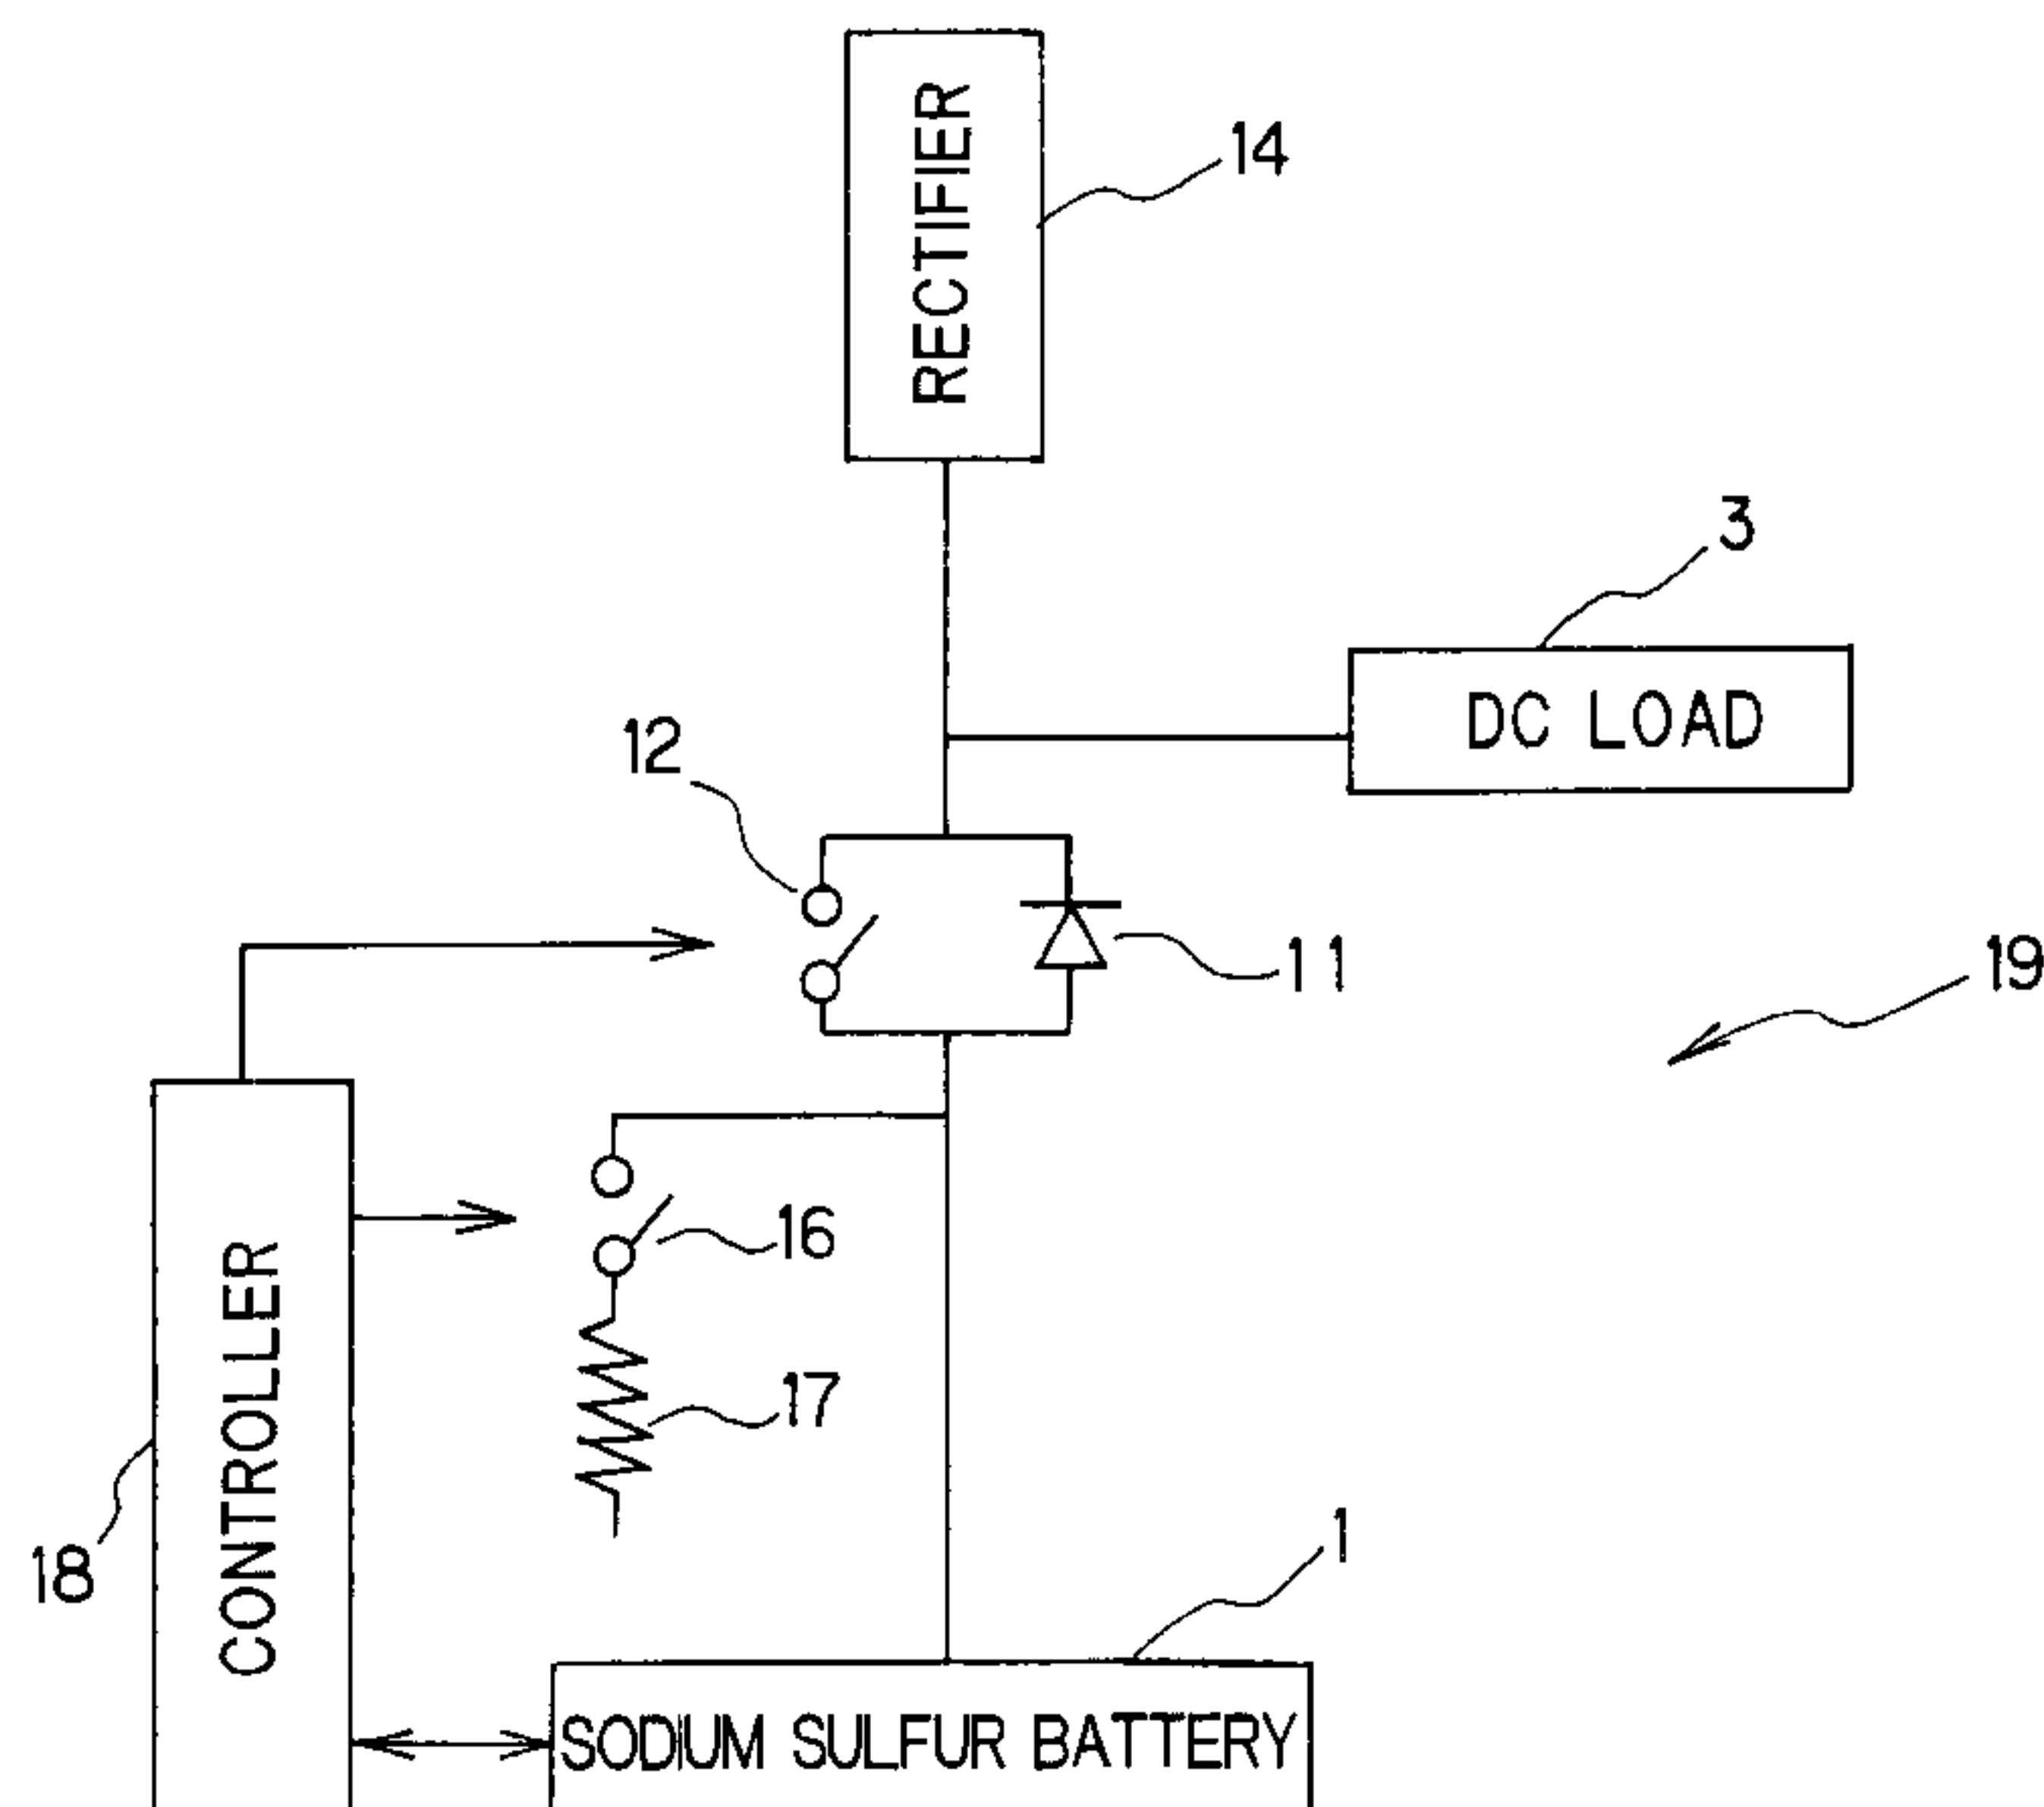 RECTIFIER
14
3
DC LOAD
12
11
19
16
17
CONTROLLER
18
1
SODIUM SULFUR BATTERY